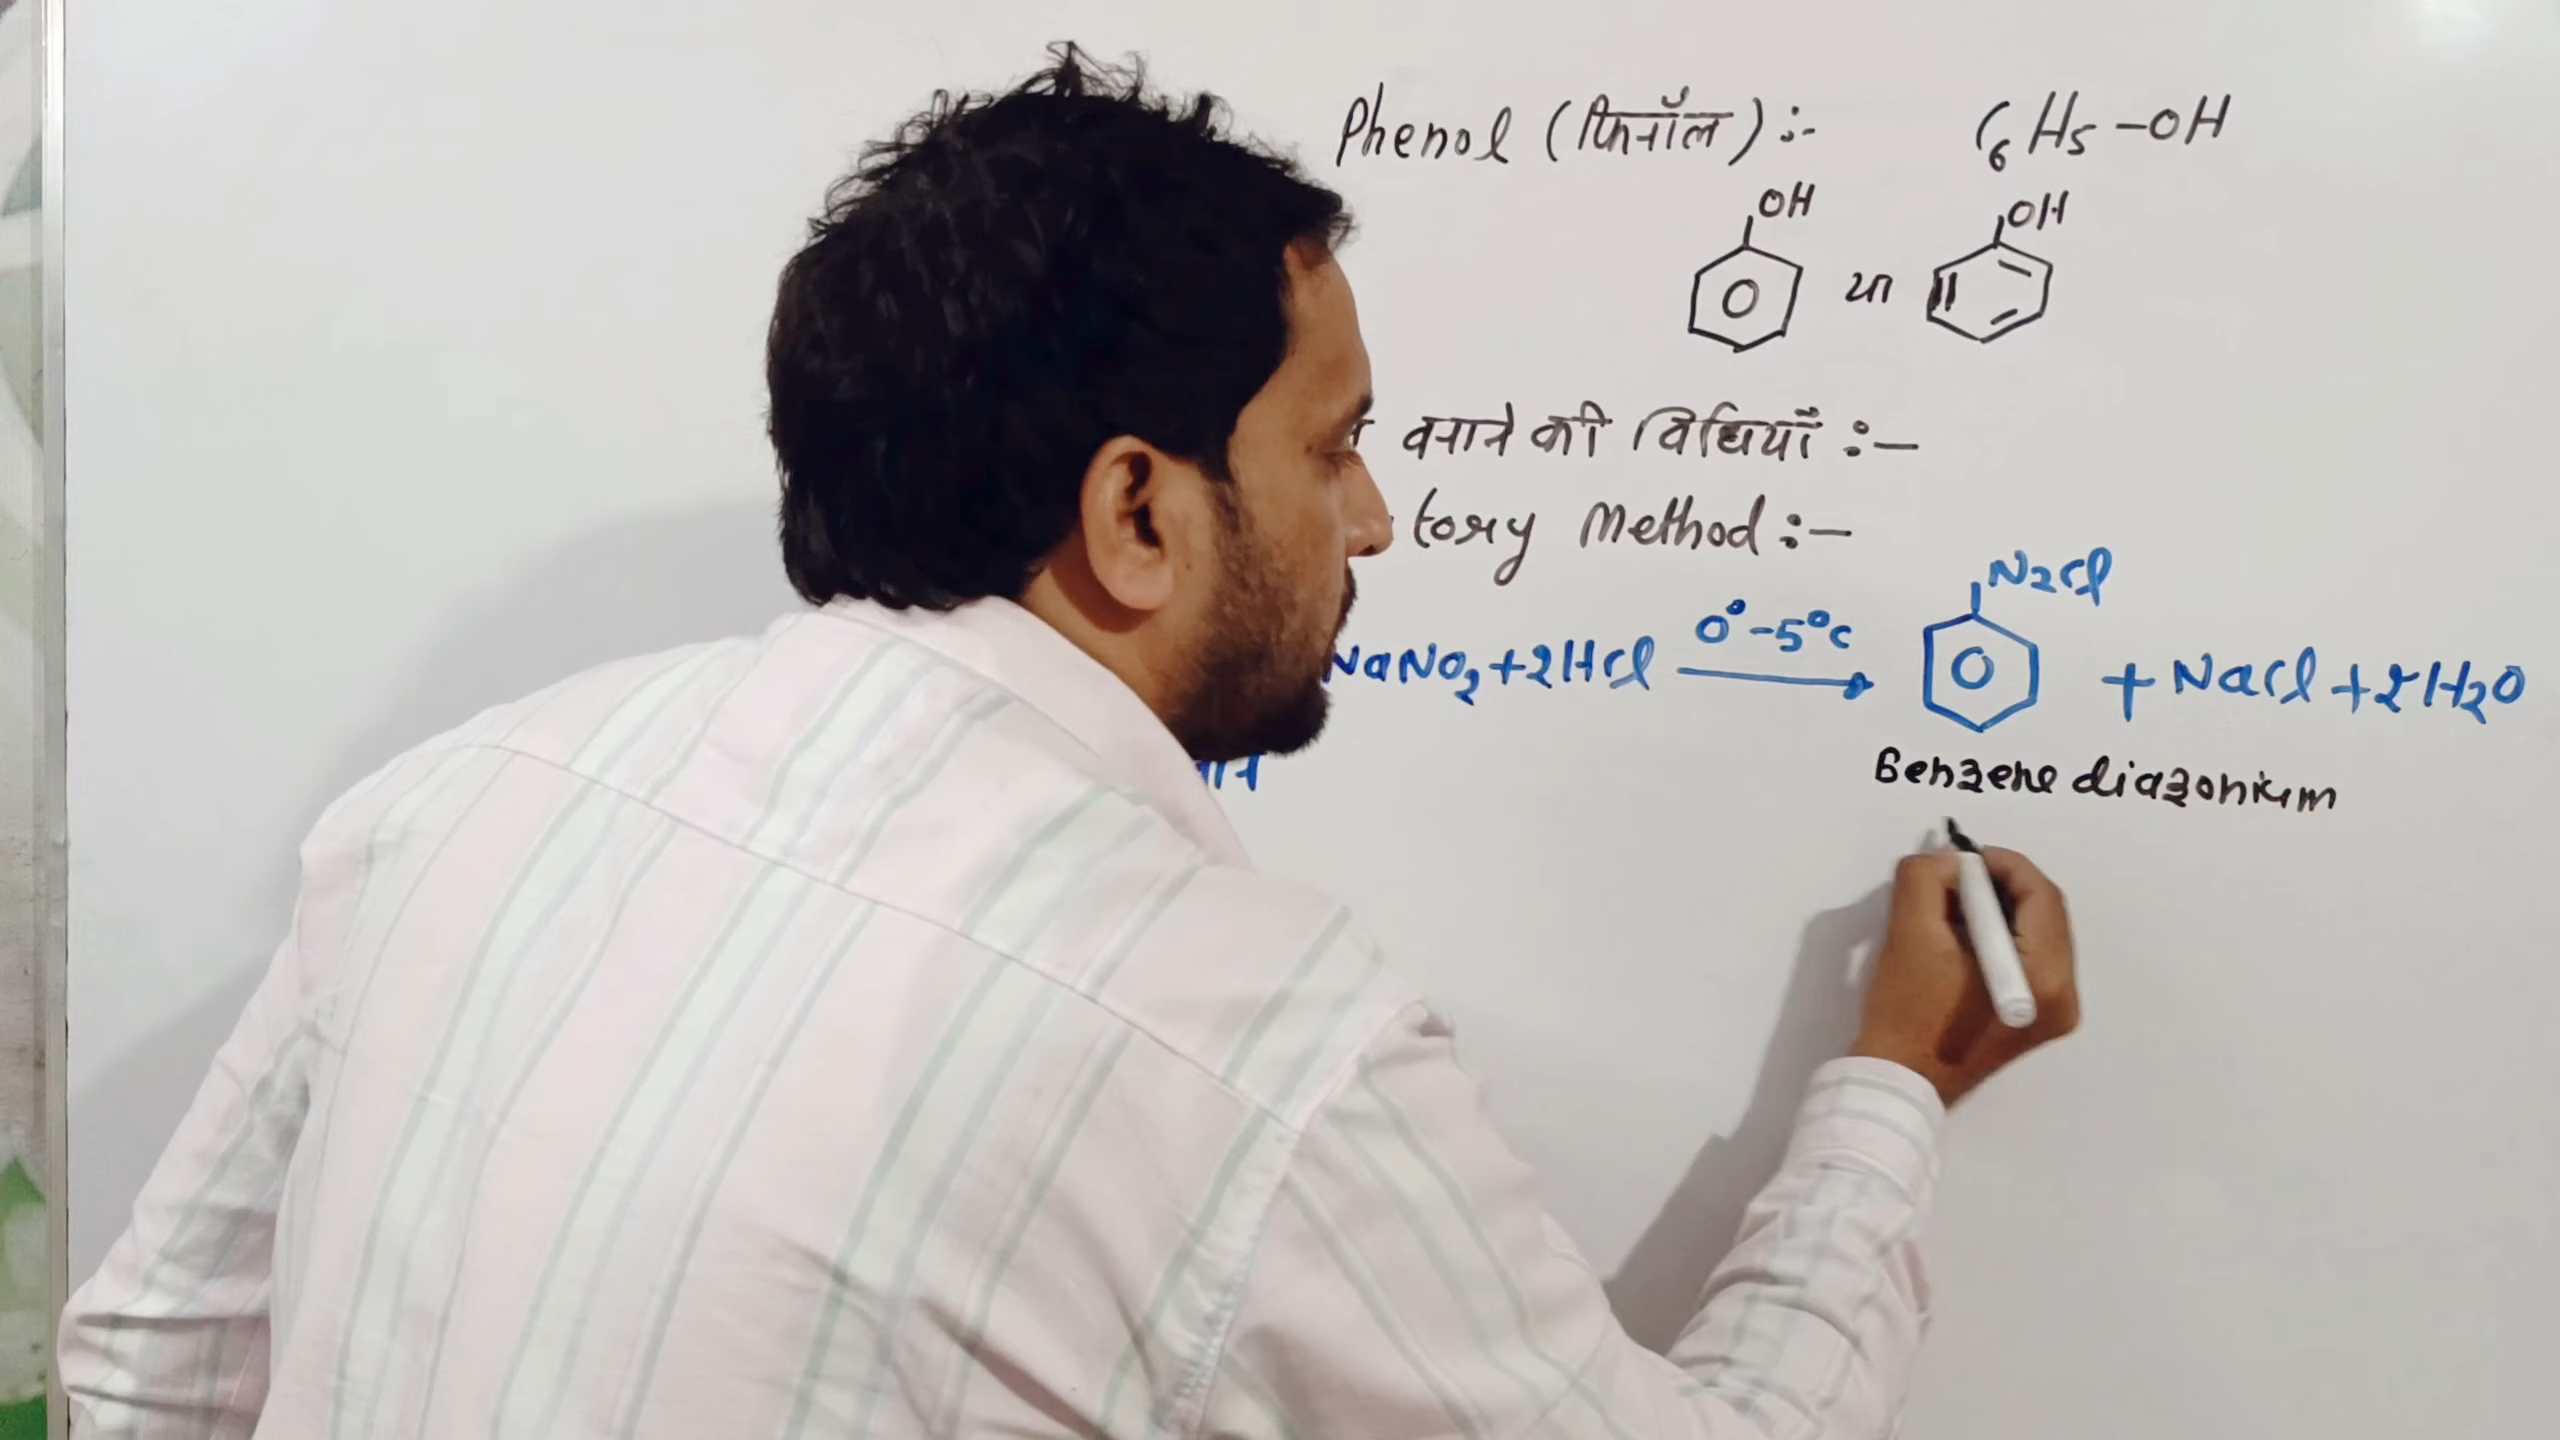 Phenol (फिनॉल) :- C6H5-OH
OH OH
या
बनाने की विधियाँ :-
tory Method :-
N2Cl
NaNO2+2HCl 0°-5°C + NaCl + 2H2O
Benzene diazonium